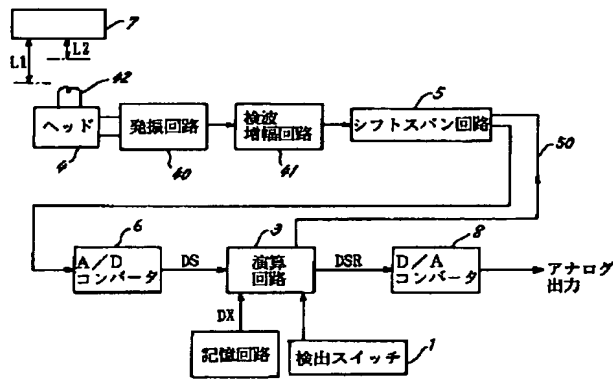 7
L1
L2
42
ヘッド
4
発振回路
40
検波
増幅回路
41
5
シフトスパン回路
50
6
A/D
コンバータ
DS
3
演算
回路
DSR
8
D/A
コンバータ
アナログ
出力
DX
記憶回路
検出スイッチ
1